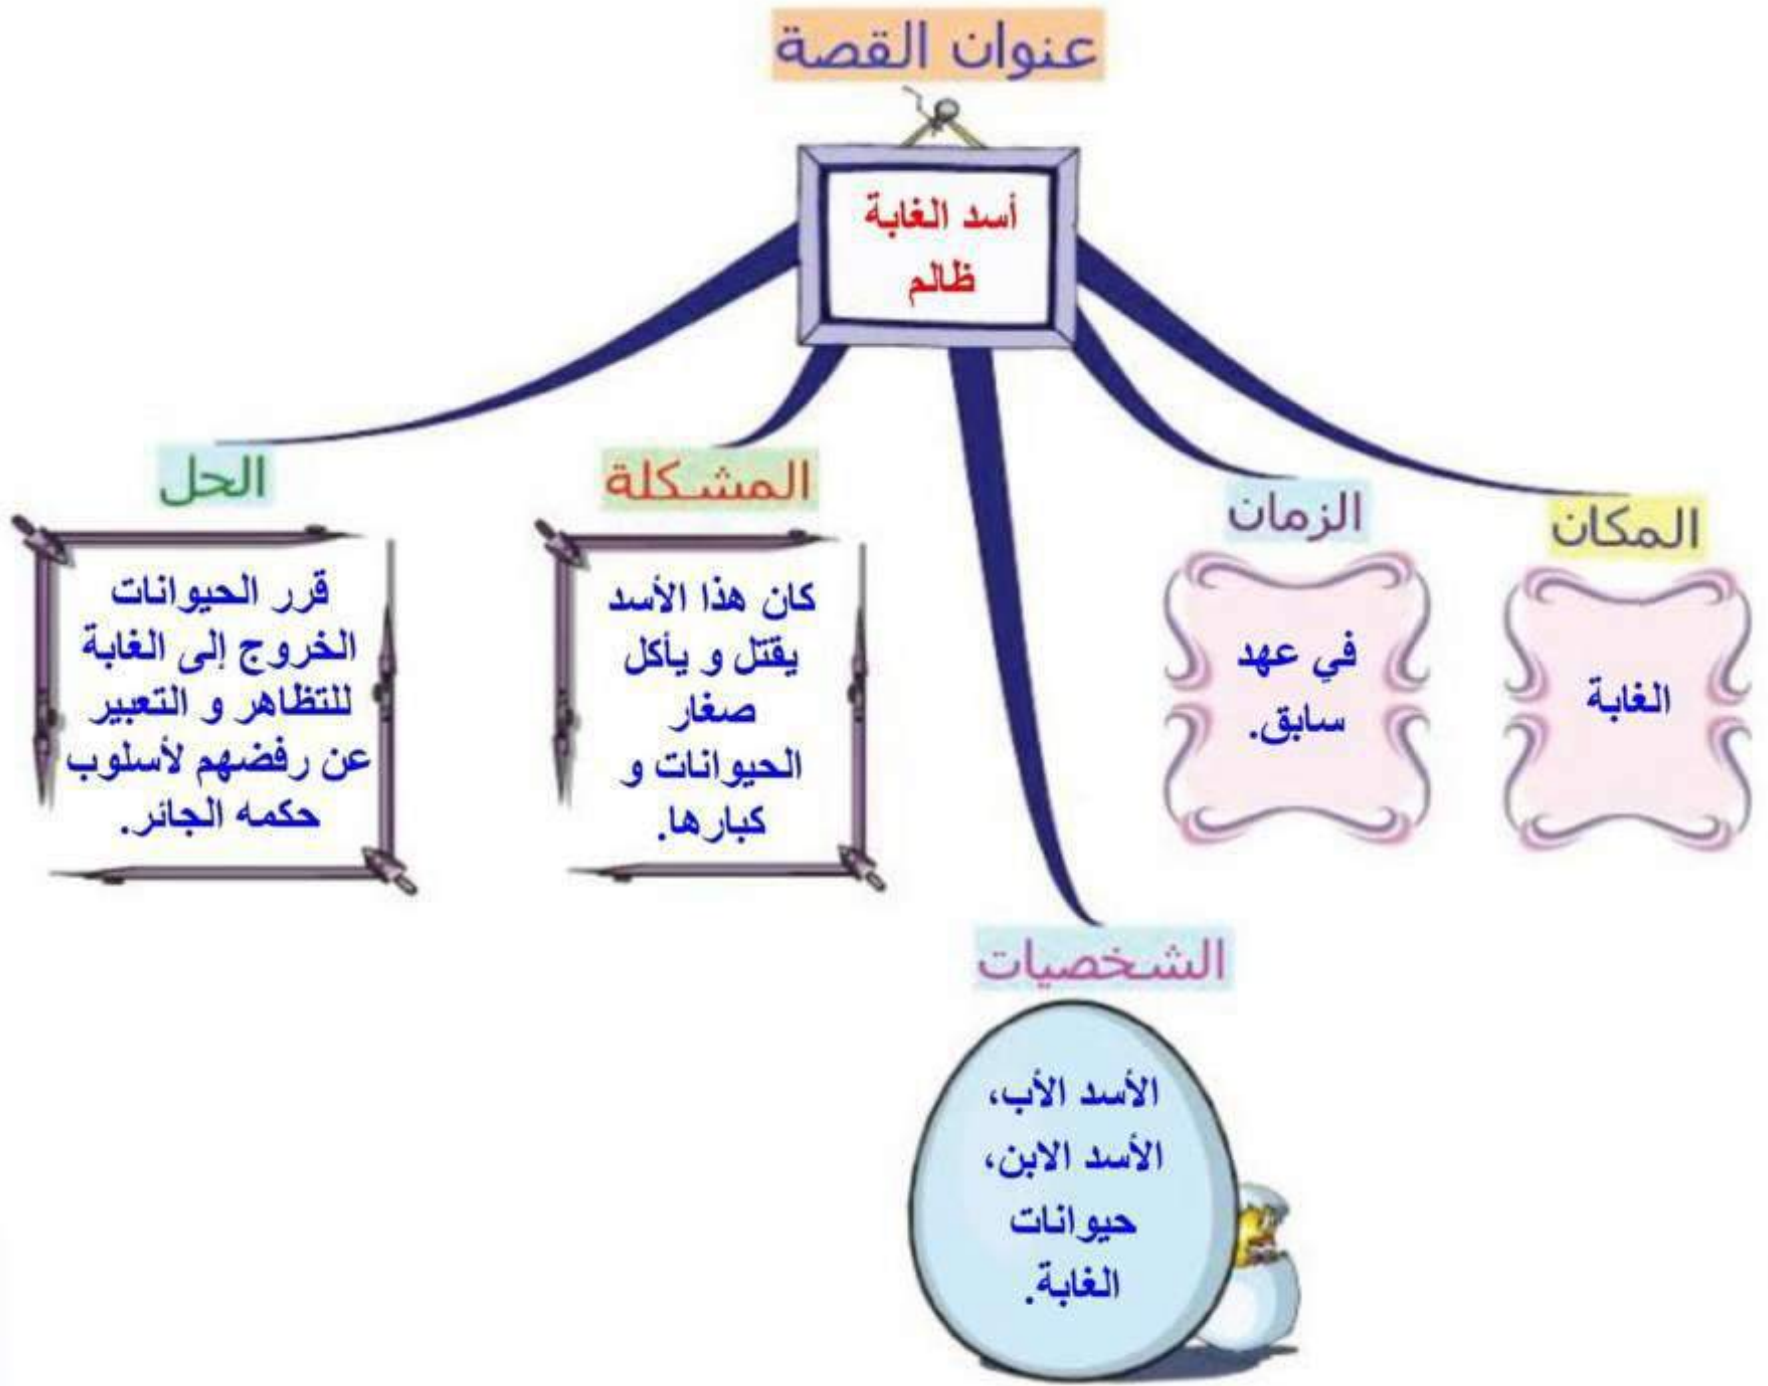 عنوان القصة
أسد الغابة
ظالم
المكان
الغابة
الزمان
في عهد
سابق.
الشخصيات
الأسد الأب،
الأسد الابن،
حيوانات
الغابة.
المشكلة
كان هذا الأسد
يقتل و يأكل
صغار
الحيوانات و
كبارها.
الحل
قرر الحيوانات
الخروج إلى الغابة
للتظاهر و التعبير
عن رفضهم لأسلوب
حكمه الجائر.